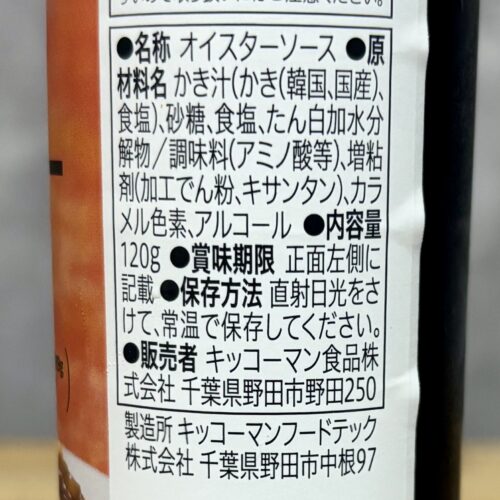 ●名称 オイスターソース ●原
材料名 かき汁(かき(韓国、国産)、
食塩)、砂糖、食塩、たん白加水分
解物/調味料(アミノ酸等)、増粘
剤(加工でん粉、キサンタン)、カラ
メル色素、アルコール ●内容量
120g ●賞味期限 正面左側に
記載 ●保存方法 直射日光をさ
けて、常温で保存してください。
●販売者 キッコーマン食品株
式会社 千葉県野田市野田250
製造所 キッコーマンフードテック
株式会社 千葉県野田市中根97